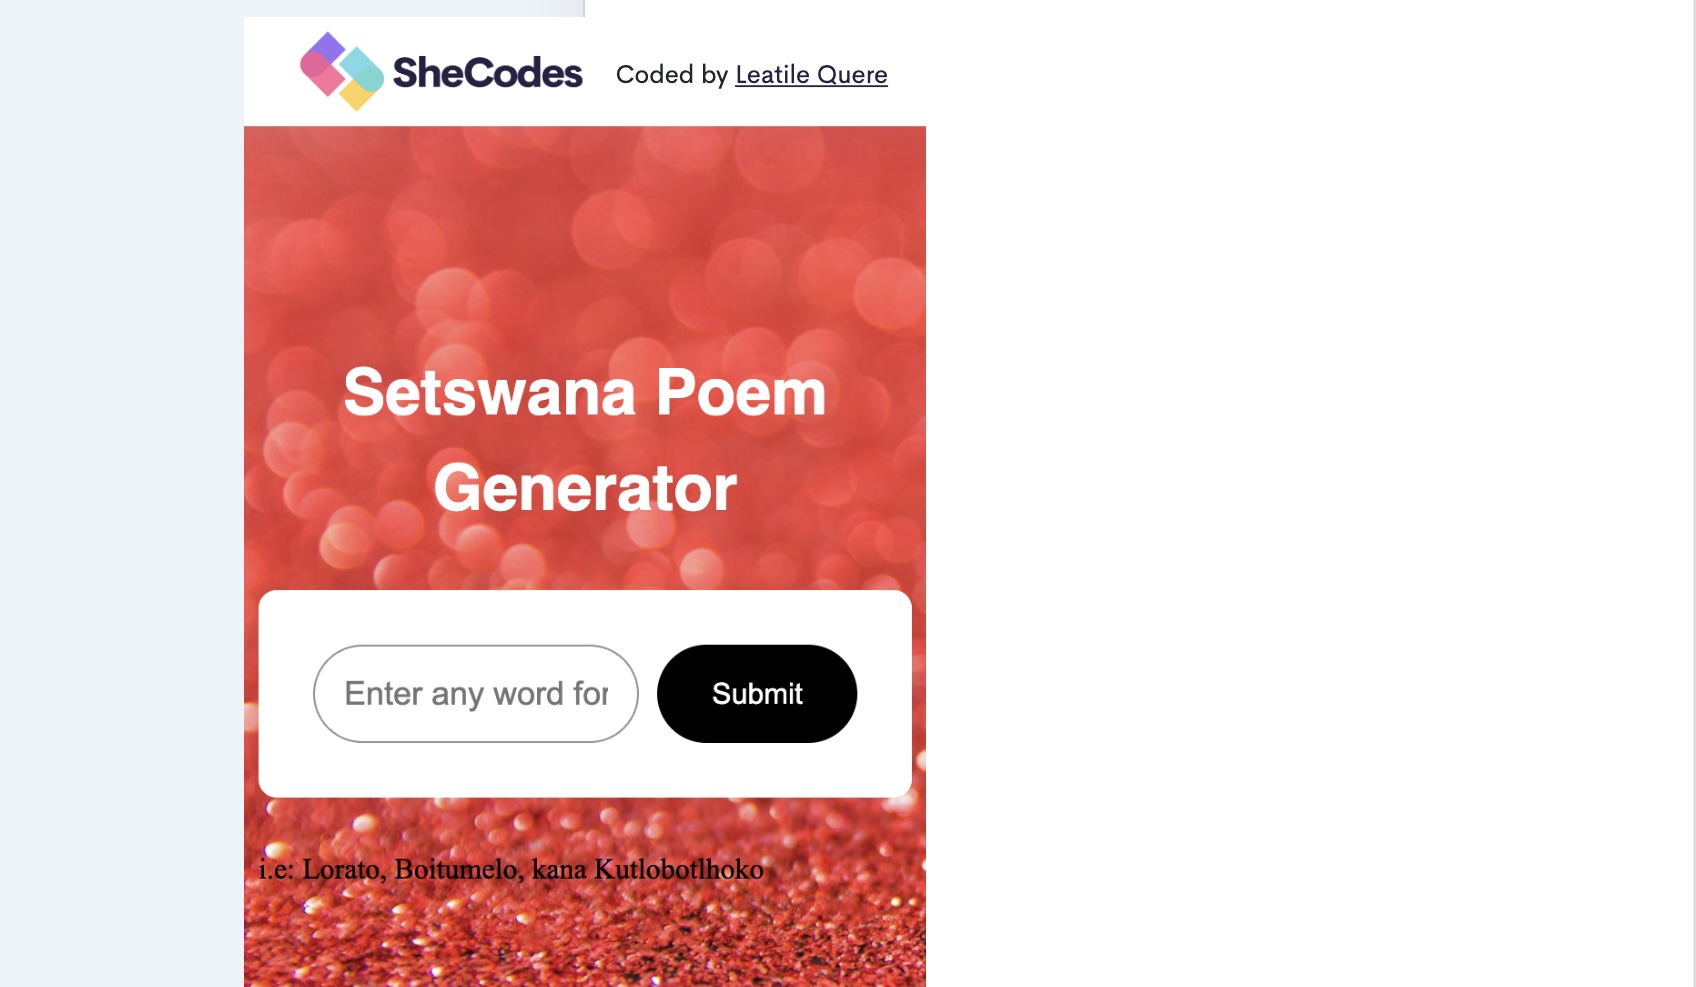 SheCodes
Coded by Leatile Quere
Setswana Poem
Generator
Enter any word for
Submit
i.e: Lorato, Boitumelo, kana Kutlobotlhoko